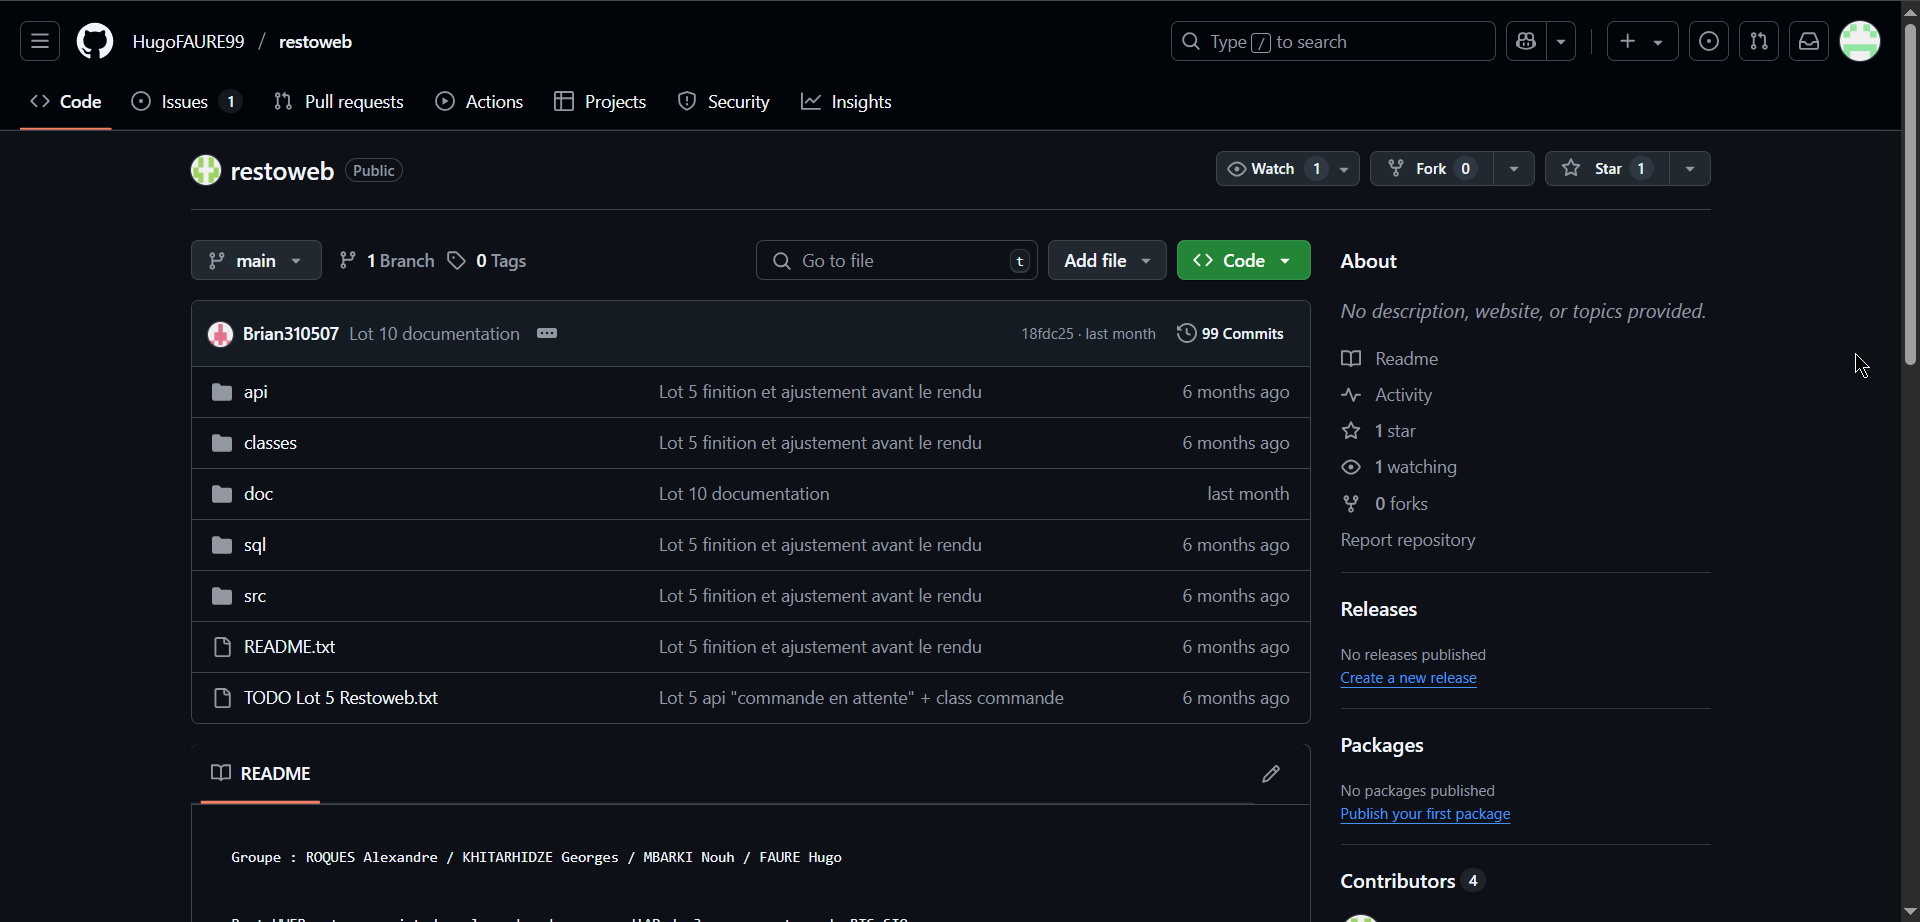 HugoFAURE99 / restoweb
Type / to search
Code
Issues 1
Pull requests
Actions
Projects
Security
Insights
restoweb Public
Watch 1
Fork 0
Star 1
main
1 Branch
0 Tags
Go to file t
Add file
Code
Brian310507 Lot 10 documentation
18fdc25 · last month
99 Commits
api Lot 5 finition et ajustement avant le rendu 6 months ago
classes Lot 5 finition et ajustement avant le rendu 6 months ago
doc Lot 10 documentation last month
sql Lot 5 finition et ajustement avant le rendu 6 months ago
src Lot 5 finition et ajustement avant le rendu 6 months ago
README.txt Lot 5 finition et ajustement avant le rendu 6 months ago
TODO Lot 5 Restoweb.txt Lot 5 api "commande en attente" + class commande 6 months ago
README
Groupe : ROQUES Alexandre / KHITARHIDZE Georges / MBARKI Nouh / FAURE Hugo
About
No description, website, or topics provided.
Readme
Activity
1 star
1 watching
0 forks
Report repository
Releases
No releases published
Create a new release
Packages
No packages published
Publish your first package
Contributors 4